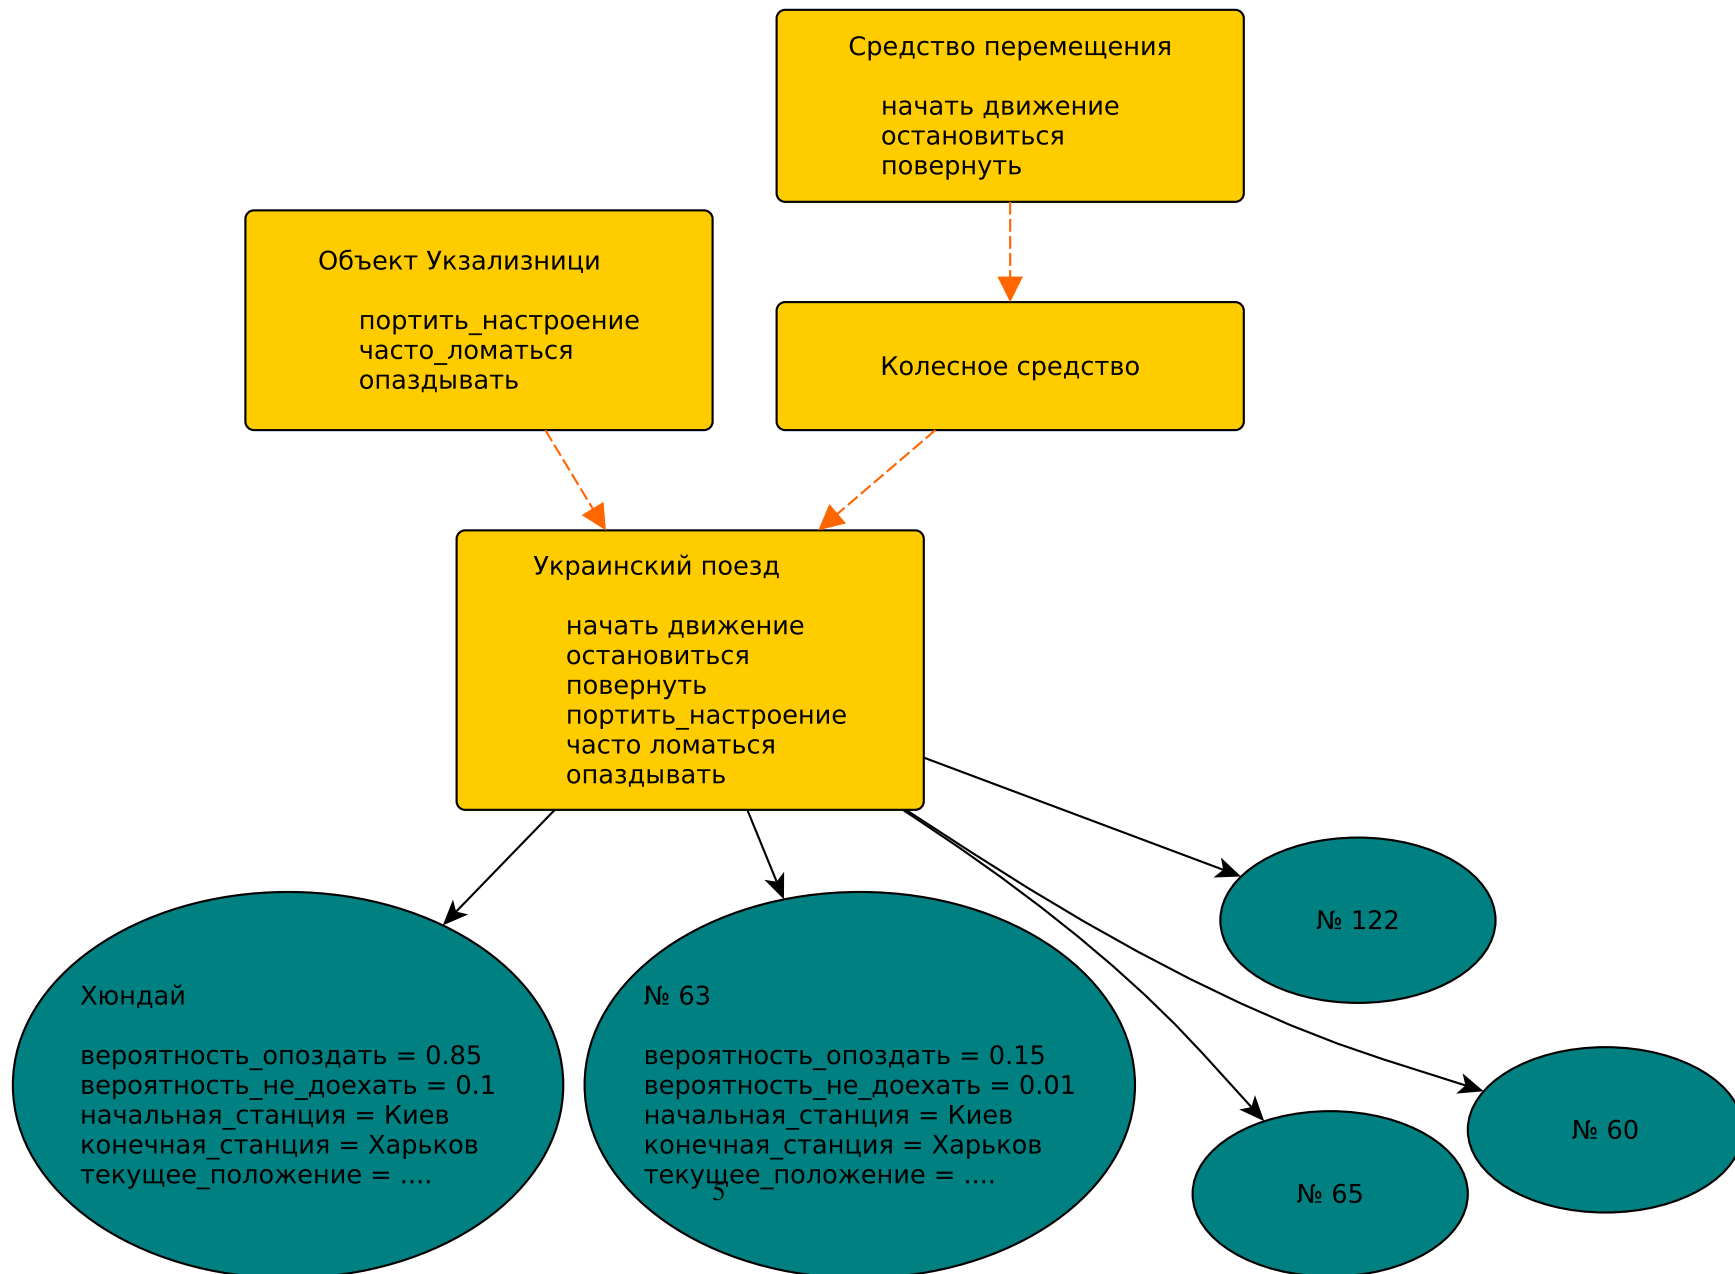 Средство перемещения
начать движение
остановиться
повернуть
Объект Укзализници
портить_настроение
часто_ломаться
опаздывать
Колесное средство
Украинский поезд
начать движение
остановиться
повернуть
портить_настроение
часто ломаться
опаздывать
№ 122
Хюндай
вероятность_опоздать = 0.85
вероятность_не_доехать = 0.1
начальная_станция = Киев
конечная_станция = Харьков
текущее_положение = ....
№ 63
вероятность_опоздать = 0.15
вероятность_не_доехать = 0.01
начальная_станция = Киев
конечная_станция = Харьков
текущее_положение = ....
5
№ 65
№ 60